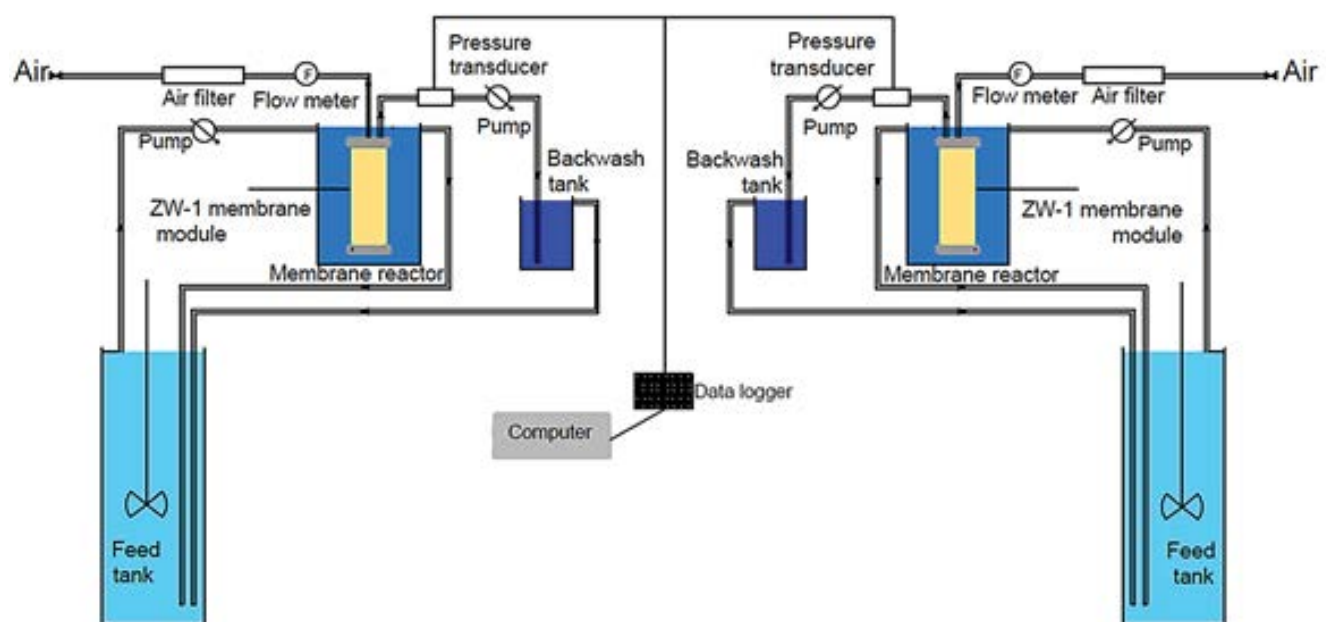 Pressure
transducer
Pressure
transducer
Air
Air
Air filter
Flow meter
Flow meter
Air filter
F
F
Pump
Pump
Pump
Pump
Backwash
tank
Backwash
tank
ZW-1 membrane
module
ZW-1 membrane
module
Membrane reactor
Membrane reactor
Data logger
Computer
Feed
tank
Feed
tank